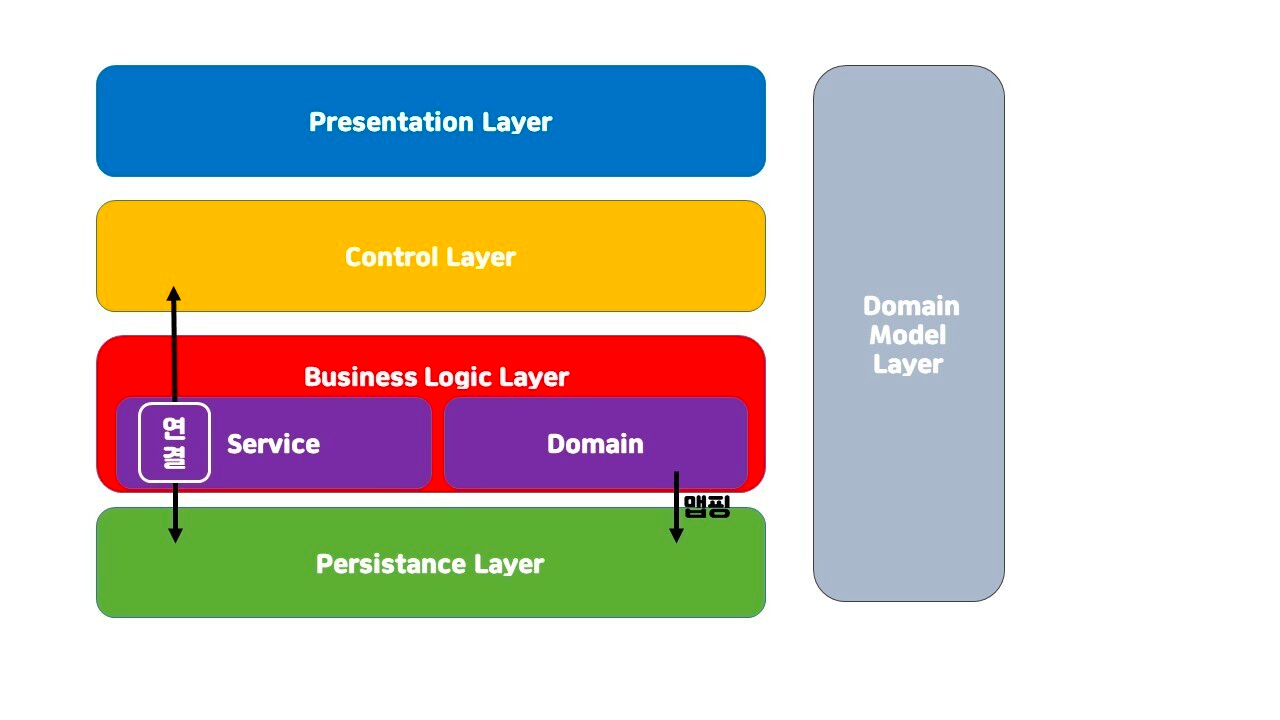 Presentation Layer
Control Layer
Business Logic Layer
연결
Service
Domain
맵핑
Persistance Layer
Domain
Model
Layer